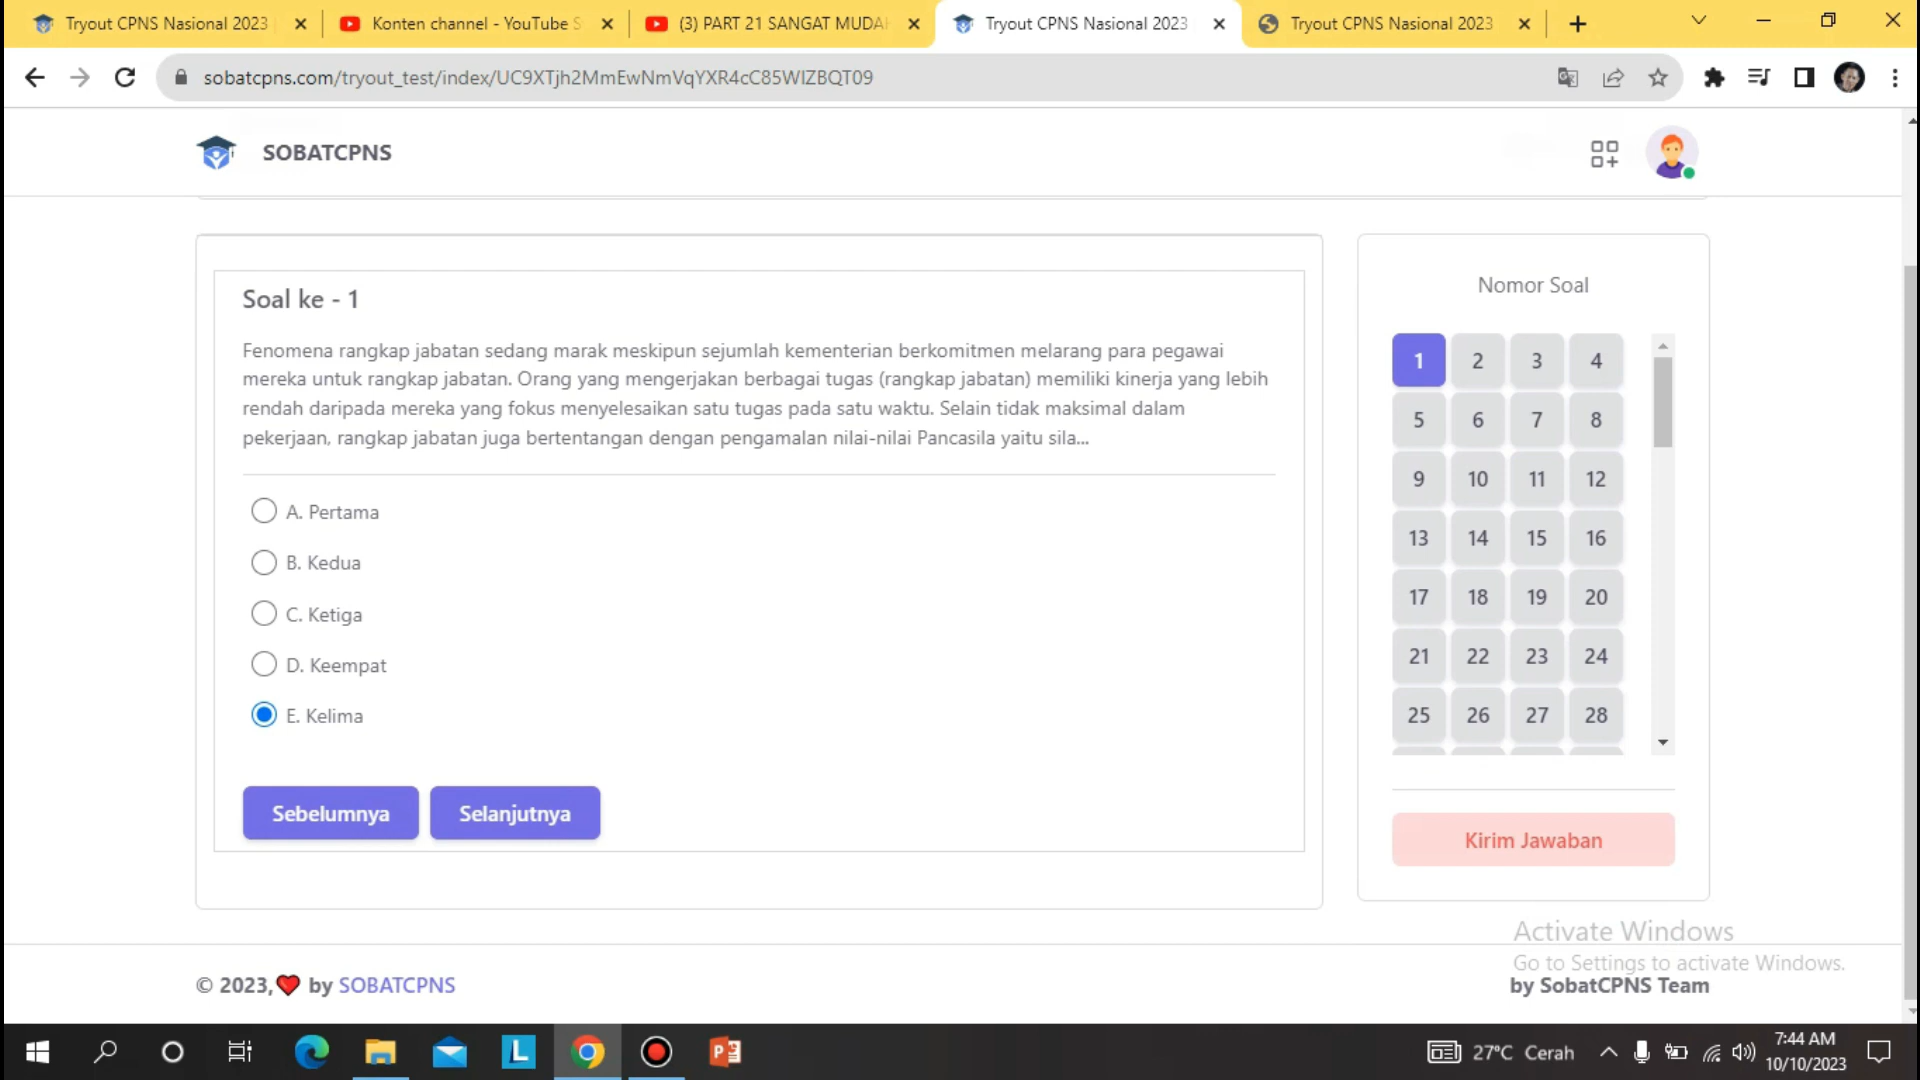 Tryout CPNS Nasional 2023
Konten channel - YouTube S
(3) PART 21 SANGAT MUDAH
Tryout CPNS Nasional 2023
Tryout CPNS Nasional 2023
sobatcpns.com/tryout_test/index/UC9XTjh2MmEwNmVqYXR4cC85WlZBQT09
SOBATCPNS
Soal ke - 1
Fenomena rangkap jabatan sedang marak meskipun sejumlah kementerian berkomitmen melarang para pegawai
mereka untuk rangkap jabatan. Orang yang mengerjakan berbagai tugas (rangkap jabatan) memiliki kinerja yang lebih
rendah daripada mereka yang fokus menyelesaikan satu tugas pada satu waktu. Selain tidak maksimal dalam
pekerjaan, rangkap jabatan juga bertentangan dengan pengamalan nilai-nilai Pancasila yaitu sila...
A. Pertama
B. Kedua
C. Ketiga
D. Keempat
E. Kelima
Sebelumnya Selanjutnya
Nomor Soal
1 2 3 4
5 6 7 8
9 10 11 12
13 14 15 16
17 18 19 20
21 22 23 24
25 26 27 28
Kirim Jawaban
Activate Windows
Go to Settings to activate Windows.
© 2023, ❤ by SOBATCPNS
by SobatCPNS Team
27°C Cerah
7:44 AM
10/10/2023